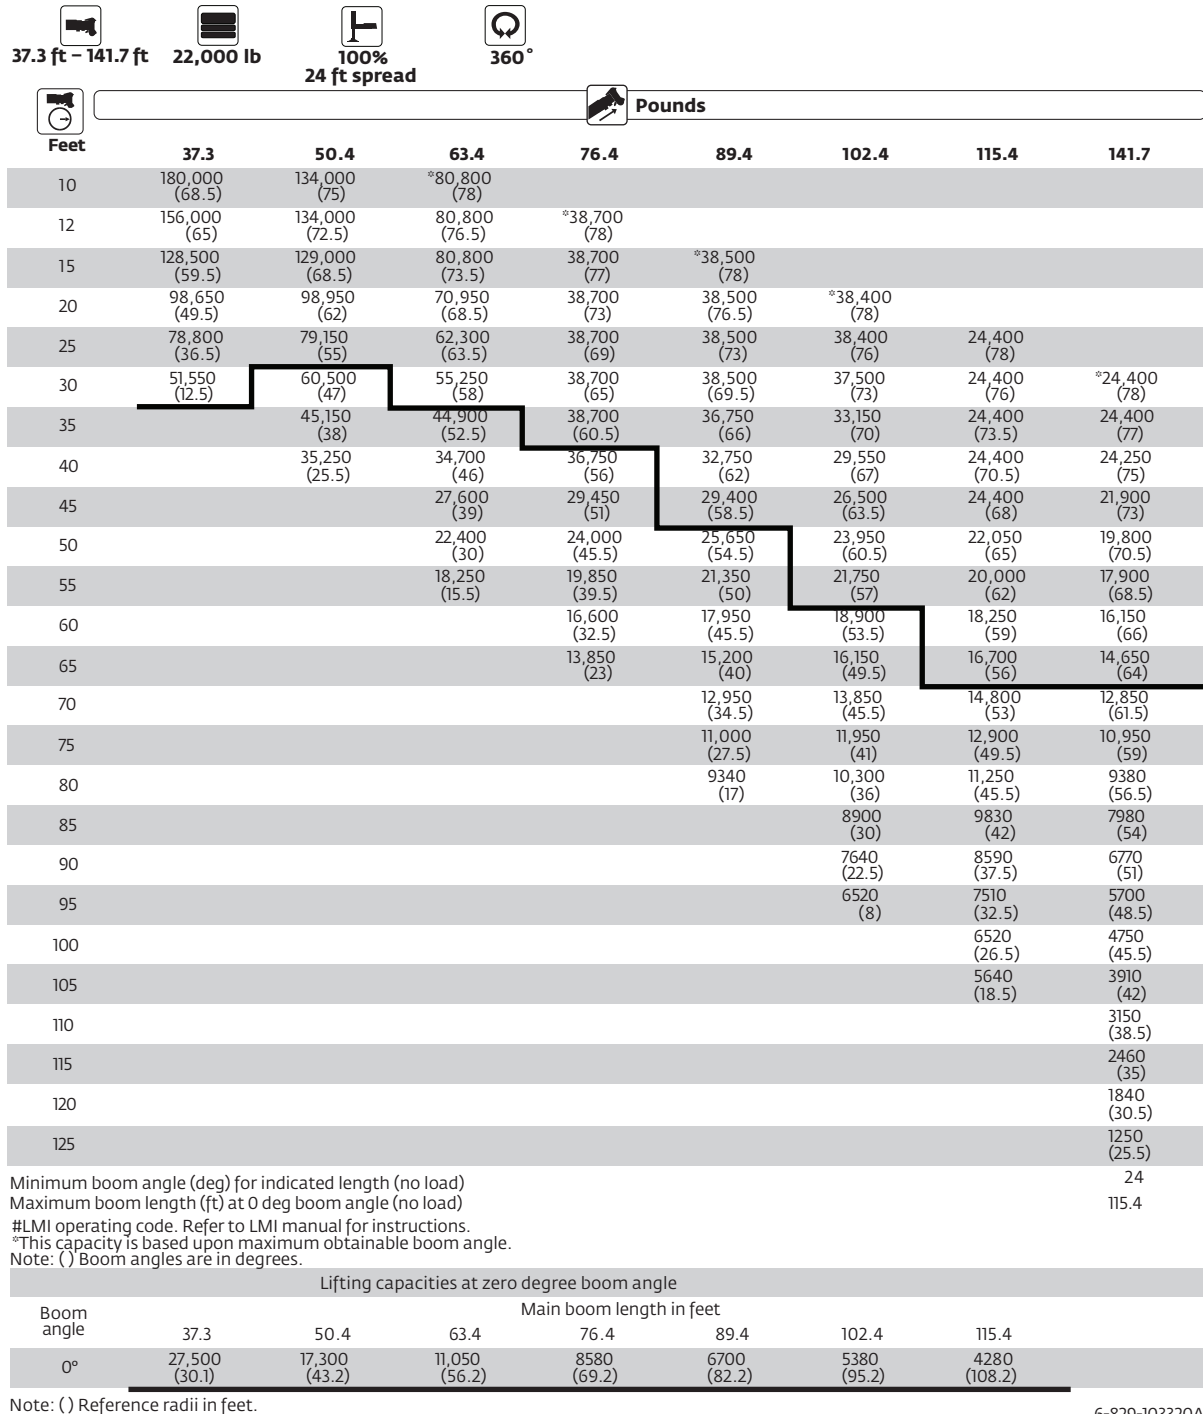 37.3 ft – 141.7 ft 22,000 lb 100% 360°
24 ft spread
Pounds
Feet 37.3 50.4 63.4 76.4 89.4 102.4 115.4 141.7
10 180,000 134,000 *80,800
(68.5) (75) (78)
12 156,000 134,000 80,800 *38,700
(65) (72.5) (76.5) (78)
15 128,500 129,000 80,800 38,700 *38,500
(59.5) (68.5) (73.5) (77) (78)
20 98,650 98,950 70,950 38,700 38,500 *38,400
(49.5) (62) (68.5) (73) (76.5) (78)
25 78,800 79,150 62,300 38,700 38,500 38,400 24,400
(36.5) (55) (63.5) (69) (73) (76) (78)
30 51,550 60,500 55,250 38,700 38,500 37,500 24,400 *24,400
(12.5) (47) (58) (65) (69.5) (73) (76) (78)
35 45,150 44,900 38,700 36,750 33,150 24,400 24,400
(38) (52.5) (60.5) (66) (70) (73.5) (77)
40 35,250 34,700 36,750 32,750 29,550 24,400 24,250
(25.5) (46) (56) (62) (67) (70.5) (75)
45 27,600 29,450 29,400 26,500 24,400 21,900
(39) (51) (58.5) (63.5) (68) (73)
50 22,400 24,000 25,650 23,950 22,050 19,800
(30) (45.5) (54.5) (60.5) (65) (70.5)
55 18,250 19,850 21,350 21,750 20,000 17,900
(15.5) (39.5) (50) (57) (62) (68.5)
60 16,600 17,950 18,900 18,250 16,150
(32.5) (45.5) (53.5) (59) (66)
65 13,850 15,200 16,150 16,700 14,650
(23) (40) (49.5) (56) (64)
70 12,950 13,850 14,800 12,850
(34.5) (45.5) (53) (61.5)
75 11,000 11,950 12,900 10,950
(27.5) (41) (49.5) (59)
80 9340 10,300 11,250 9380
(17) (36) (45.5) (56.5)
85 8900 9830 7980
(30) (42) (54)
90 7640 8590 6770
(22.5) (37.5) (51)
95 6520 7510 5700
(8) (32.5) (48.5)
100 6520 4750
(26.5) (45.5)
105 5640 3910
(18.5) (42)
110 3150
(38.5)
115 2460
(35)
120 1840
(30.5)
125 1250
(25.5)
Minimum boom angle (deg) for indicated length (no load) 24
Maximum boom length (ft) at 0 deg boom angle (no load) 115.4
#LMI operating code. Refer to LMI manual for instructions.
*This capacity is based upon maximum obtainable boom angle.
Note: ( ) Boom angles are in degrees.
Lifting capacities at zero degree boom angle
Boom angle Main boom length in feet
37.3 50.4 63.4 76.4 89.4 102.4 115.4
0° 27,500 17,300 11,050 8580 6700 5380 4280
(30.1) (43.2) (56.2) (69.2) (82.2) (95.2) (108.2)
Note: ( ) Reference radii in feet.
6-829-103320A